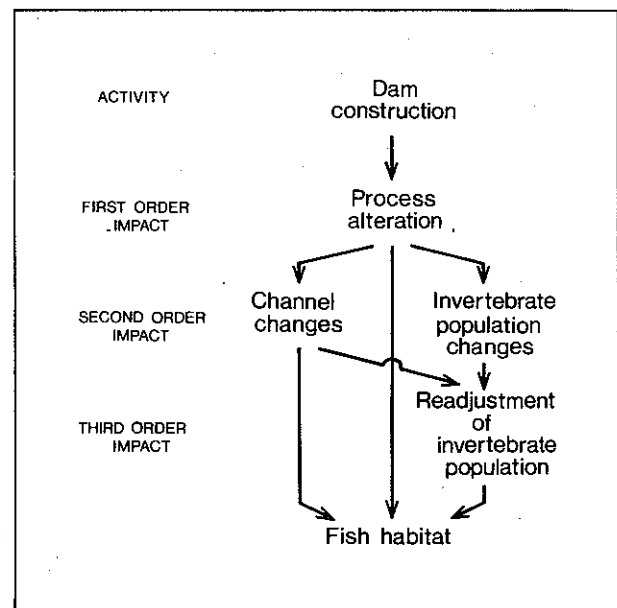 ACTIVITY
Dam
construction
FIRST ORDER
IMPACT
Process
alteration
SECOND ORDER
IMPACT
Channel
changes
Invertebrate
population
changes
THIRD ORDER
IMPACT
Readjustment
of
invertebrate
population
Fish habitat